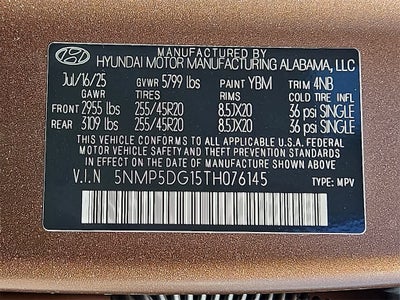 MANUFACTURED BY
HYUNDAI MOTOR MANUFACTURING ALABAMA, LLC
Jul/16/25 GVWR 5799 lbs PAINT YBM TRIM 4NB
GAWR TIRES RIMS COLD TIRE INFL
FRONT 2955 lbs 255/45R20 8.5JX20 36 psi SINGLE
REAR 3109 lbs 255/45R20 8.5JX20 36 psi SINGLE
THIS VEHICLE CONFORMS TO ALL APPLICABLE U.S.A. FEDERAL
MOTOR VEHICLE SAFETY AND THEFT PREVENTION STANDARDS
IN EFFECT ON THE DATE OF MANUFACTURE SHOWN ABOVE.
V.I.N 5NMP5DG15TH076145 TYPE: MPV